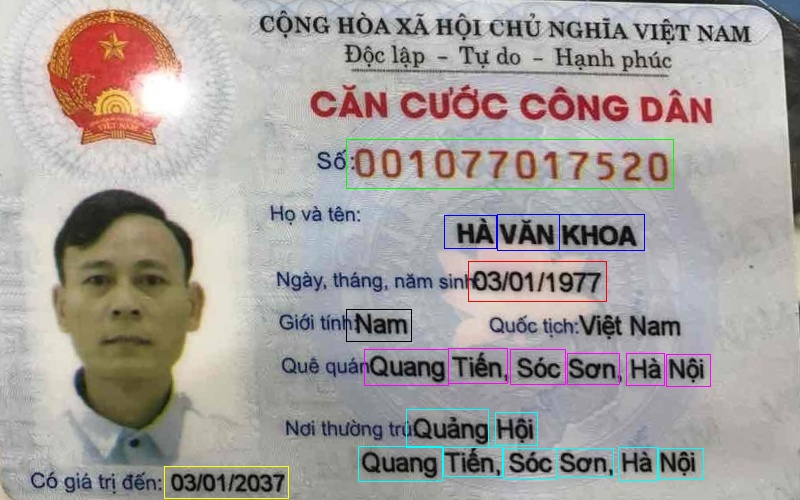 CỘNG HÒA XÃ HỘI CHỦ NGHĨA VIỆT NAM
Độc lập - Tự do - Hạnh phúc
CĂN CƯỚC CÔNG DÂN
Số: 001077017520
Họ và tên:
HÀ VĂN KHOA
Ngày, tháng, năm sinh 03/01/1977
Giới tính: Nam Quốc tịch: Việt Nam
Quê quán Quang Tiến, Sóc Sơn, Hà Nội
Nơi thường trú Quảng Hội
Quang Tiến, Sóc Sơn, Hà Nội
Có giá trị đến: 03/01/2037
VIỆT NAM